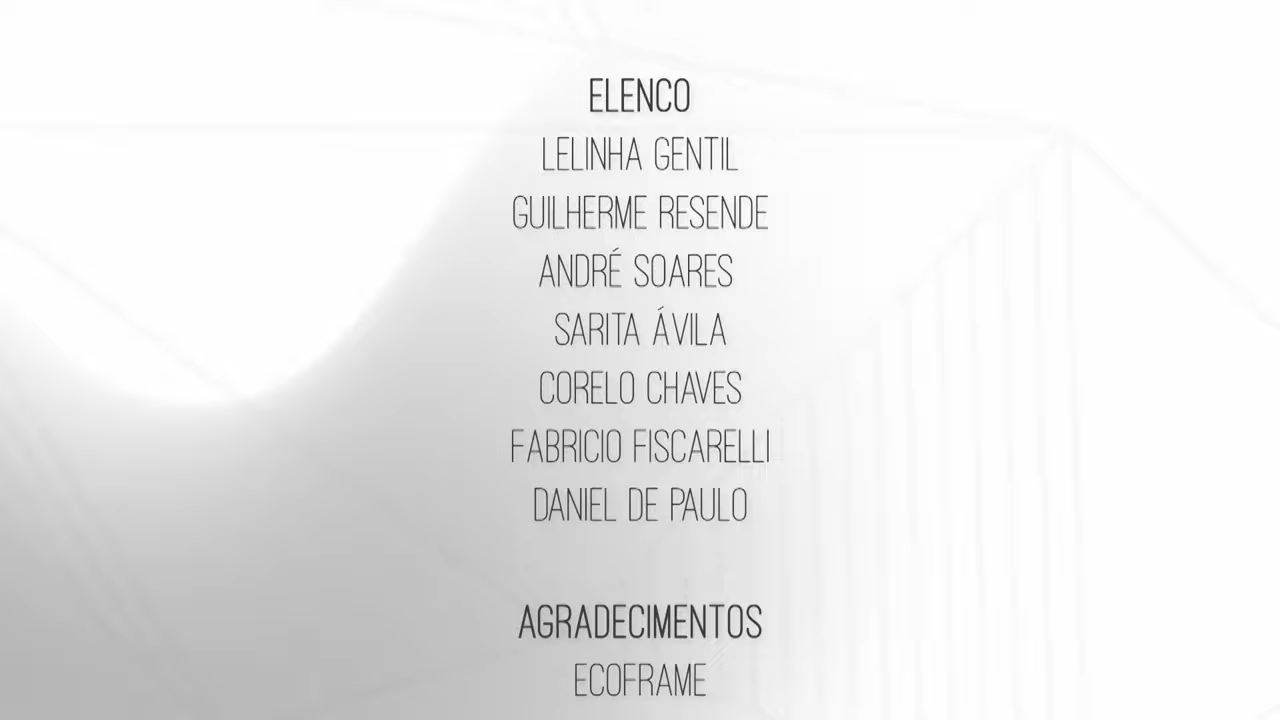 ELENCO
LELINHA GENTIL
GUILHERME RESENDE
ANDRÉ SOARES
SARITA ÁVILA
CORELO CHAVES
FABRICIO FISCARELLI
DANIEL DE PAULO
AGRADECIMENTOS
ECOFRAME